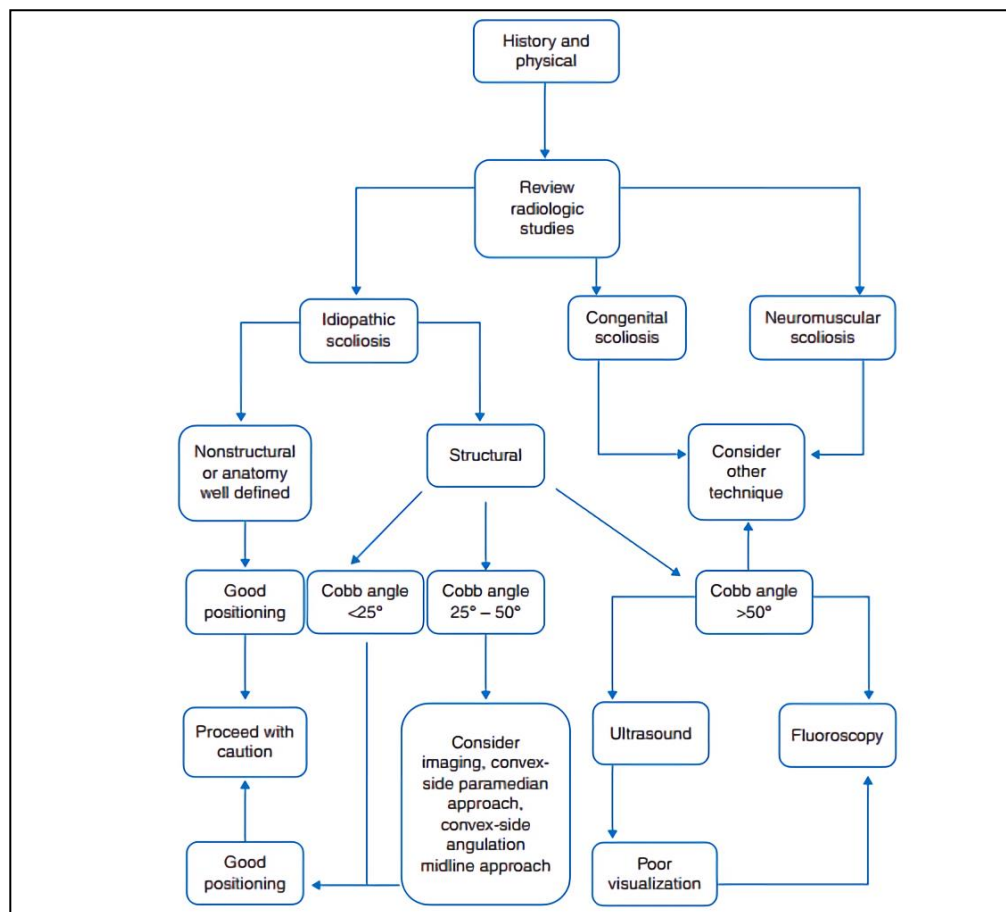 History and
physical
Review
radiologic
studies
Idiopathic
scoliosis
Congenital
scoliosis
Neuromuscular
scoliosis
Nonstructural
or anatomy
well defined
Structural
Consider
other
technique
Good
positioning
Cobb angle
<25°
Cobb angle
25° – 50°
Cobb angle
>50°
Proceed with
caution
Consider
imaging, convex-
side paramedian
approach,
convex-side
angulation
midline approach
Ultrasound
Fluoroscopy
Good
positioning
Poor
visualization